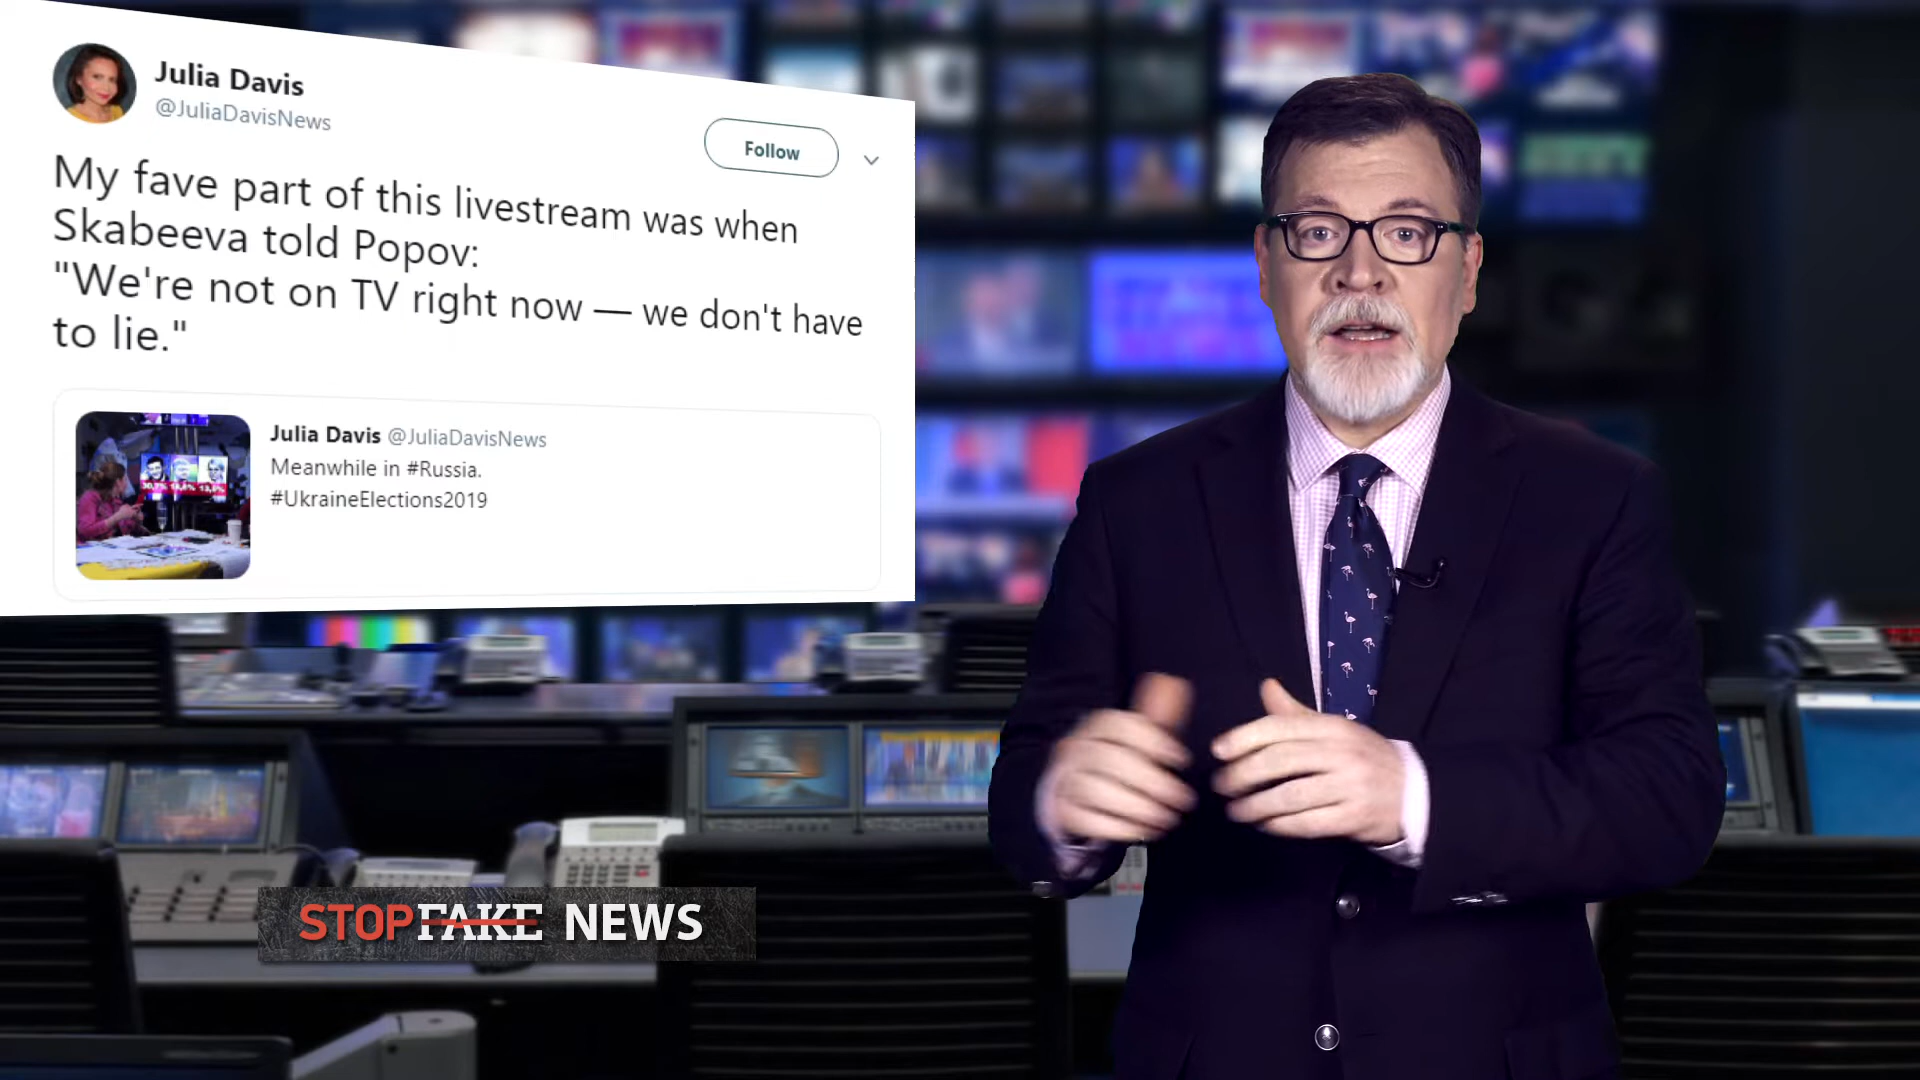 Julia Davis
@JuliaDavisNews
Follow
My fave part of this livestream was when
Skabeeva told Popov:
"We're not on TV right now — we don't have
to lie."
Julia Davis @JuliaDavisNews
Meanwhile in #Russia.
#UkraineElections2019
STOPFAKE NEWS